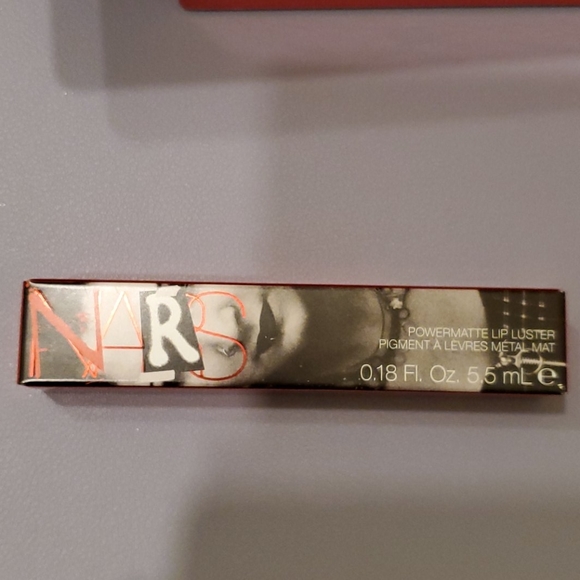 NARS
POWERMATTE LIP LUSTER
PIGMENT À LÈVRES MÉTAL MAT
0.18 Fl. Oz. 5.5 mL ℮